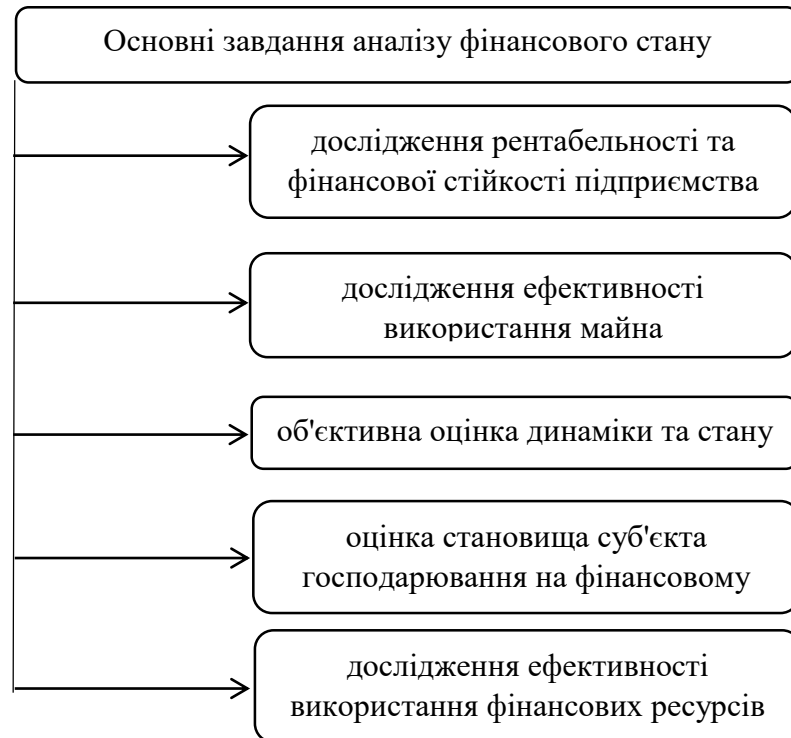 Основні завдання аналізу фінансового стану
дослідження рентабельності та
фінансової стійкості підприємства
дослідження ефективності
використання майна
об'єктивна оцінка динаміки та стану
оцінка становища суб'єкта
господарювання на фінансовому
дослідження ефективності
використання фінансових ресурсів